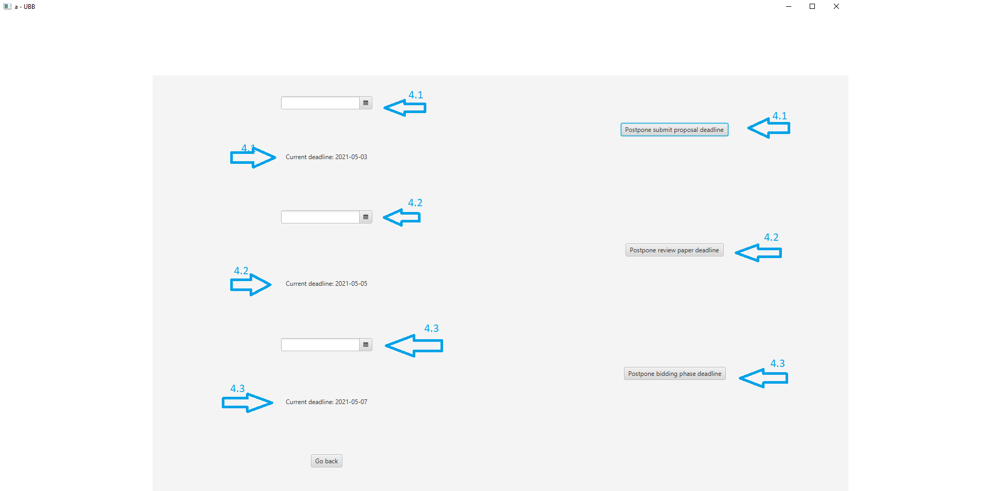 a - UBB
4.1
4.1
Postpone submit proposal deadline
4.1
Current deadline: 2021-05-03
4.2
4.2
Postpone review paper deadline
4.2
Current deadline: 2021-05-05
4.3
4.3
Postpone bidding phase deadline
4.3
Current deadline: 2021-05-07
Go back